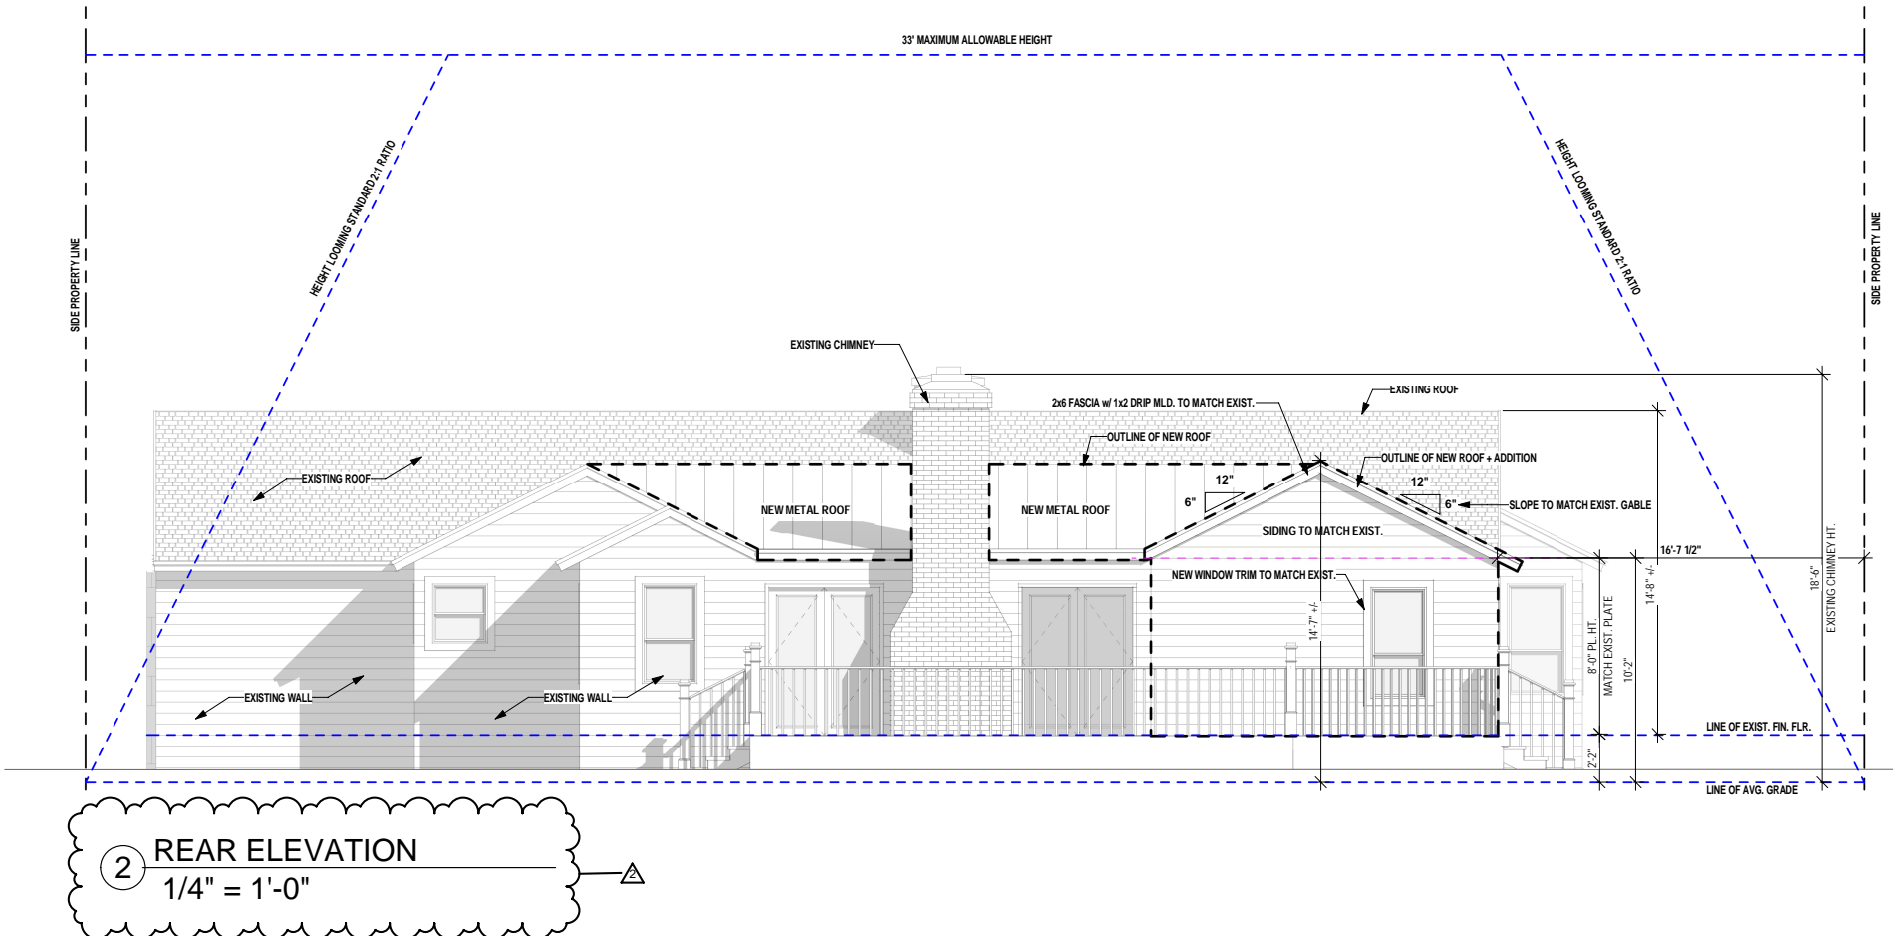 33' MAXIMUM ALLOWABLE HEIGHT
HEIGHT LOOMING STANDARD 2:1 RATIO
HEIGHT LOOMING STANDARD 2:1 RATIO
SIDE PROPERTY LINE
SIDE PROPERTY LINE
EXISTING CHIMNEY
EXISTING ROOF
2x6 FASCIA w/ 1x2 DRIP MLD. TO MATCH EXIST.
OUTLINE OF NEW ROOF
OUTLINE OF NEW ROOF + ADDITION
EXISTING ROOF
12"
6"
12"
6"
SLOPE TO MATCH EXIST. GABLE
NEW METAL ROOF
NEW METAL ROOF
SIDING TO MATCH EXIST.
16'-7 1/2"
NEW WINDOW TRIM TO MATCH EXIST.
14'-7" +/-
8'-0" PL. HT.
MATCH EXIST. PLATE
10'-2"
14'-8" +/-
18'-6"
EXISTING CHIMNEY HT.
EXISTING WALL
EXISTING WALL
LINE OF EXIST. FIN. FLR.
2'-2"
LINE OF AVG. GRADE
2 REAR ELEVATION
1/4" = 1'-0"
2